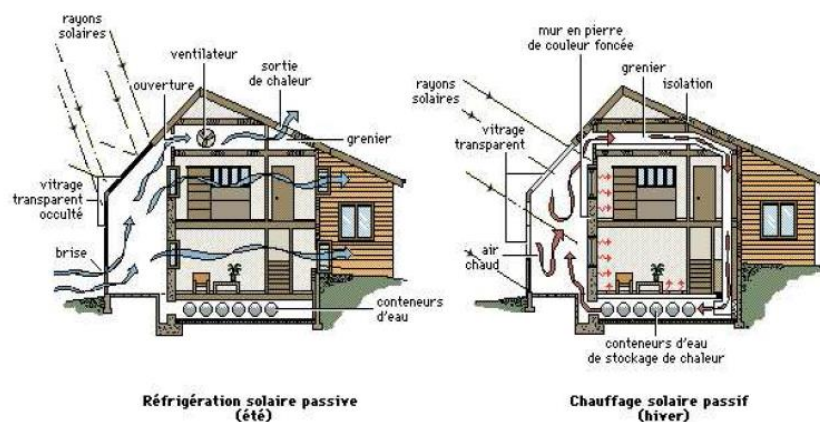 rayons
solaires
ventilateur
ouverture
sortie
de chaleur
grenier
vitrage
transparent
occulté
brise
conteneurs
d'eau
Réfrigération solaire passive
(été)
mur en pierre
de couleur foncée
grenier
isolation
rayons
solaires
vitrage
transparent
air
chaud
conteneurs d'eau
de stockage de chaleur
Chauffage solaire passif
(hiver)